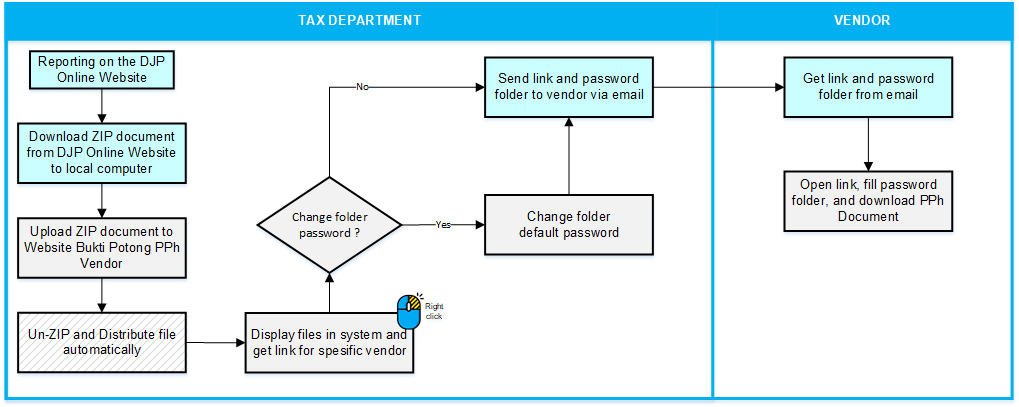 TAX DEPARTMENT
VENDOR
Reporting on the DJP
Online Website
Download ZIP document
from DJP Online Website
to local computer
Upload ZIP document to
Website Bukti Potong PPh
Vendor
Un-ZIP and Distribute file
automatically
Display files in system and
get link for spesific vendor
Right
click
Change folder
password ?
No
Yes
Change folder
default password
Send link and password
folder to vendor via email
Get link and password
folder from email
Open link, fill password
folder, and download PPh
Document